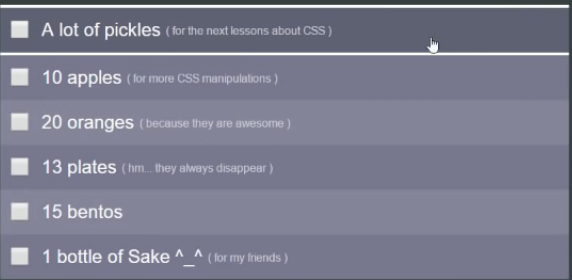 A lot of pickles ( for the next lessons about CSS )
10 apples ( for more CSS manipulations )
20 oranges ( because they are awesome )
13 plates ( hm... they always disappear )
15 bentos
1 bottle of Sake ^_^ ( for my friends )